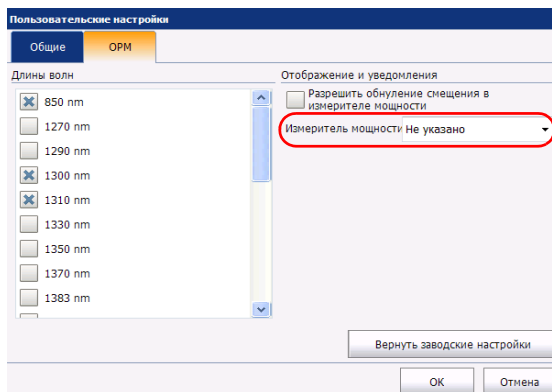 Пользовательские настройки
Общие
OPM
Длины волн
850 nm
1270 nm
1290 nm
1300 nm
1310 nm
1330 nm
1350 nm
1370 nm
1383 nm
Отображение и уведомления
Разрешить обнуление смещения в
измерителе мощности
Измеритель мощности Не указано
Вернуть заводские настройки
ОК
Отмена